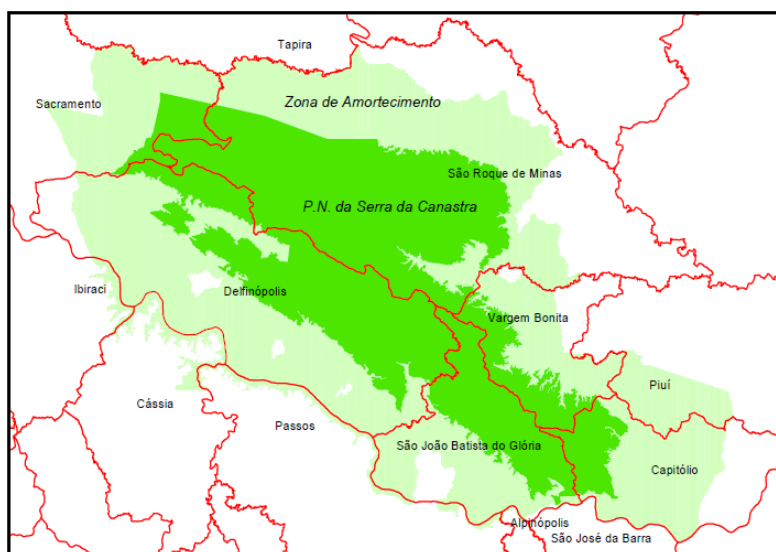 Tapira
Sacramento
Zona de Amortecimento
São Roque de Minas
P.N. da Serra da Canastra
Ibiraci
Delfinópolis
Vargem Bonita
Piuí
Cássia
Passos
São João Batista do Glória
Capitólio
Alpinópolis
São José da Barra